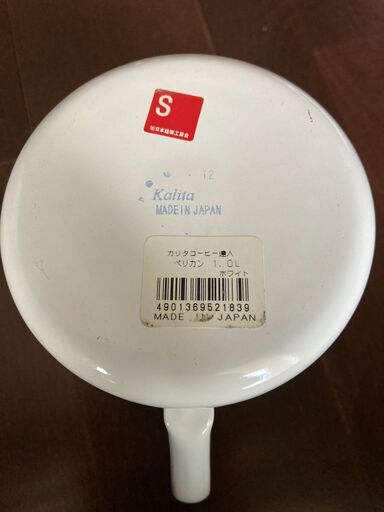 S
12
Kalita
MADE IN JAPAN
カリタコーヒー達人
ペリカン 1.0L
ホワイト
4901369521839
MADE IN JAPAN